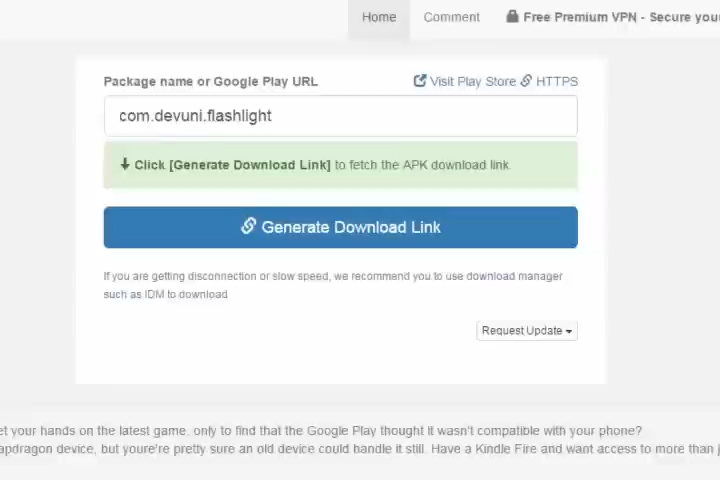 Home Comment Free Premium VPN - Secure your
Package name or Google Play URL Visit Play Store HTTPS
com.devuni.flashlight
Click [Generate Download Link] to fetch the APK download link
Generate Download Link
If you are getting disconnection or slow speed, we recommend you to use download manager
such as IDM to download
Request Update
et your hands on the latest game, only to find that the Google Play thought it wasn't compatible with your phone?
apdragon device, but youre're pretty sure an old device could handle it still. Have a Kindle Fire and want access to more than j